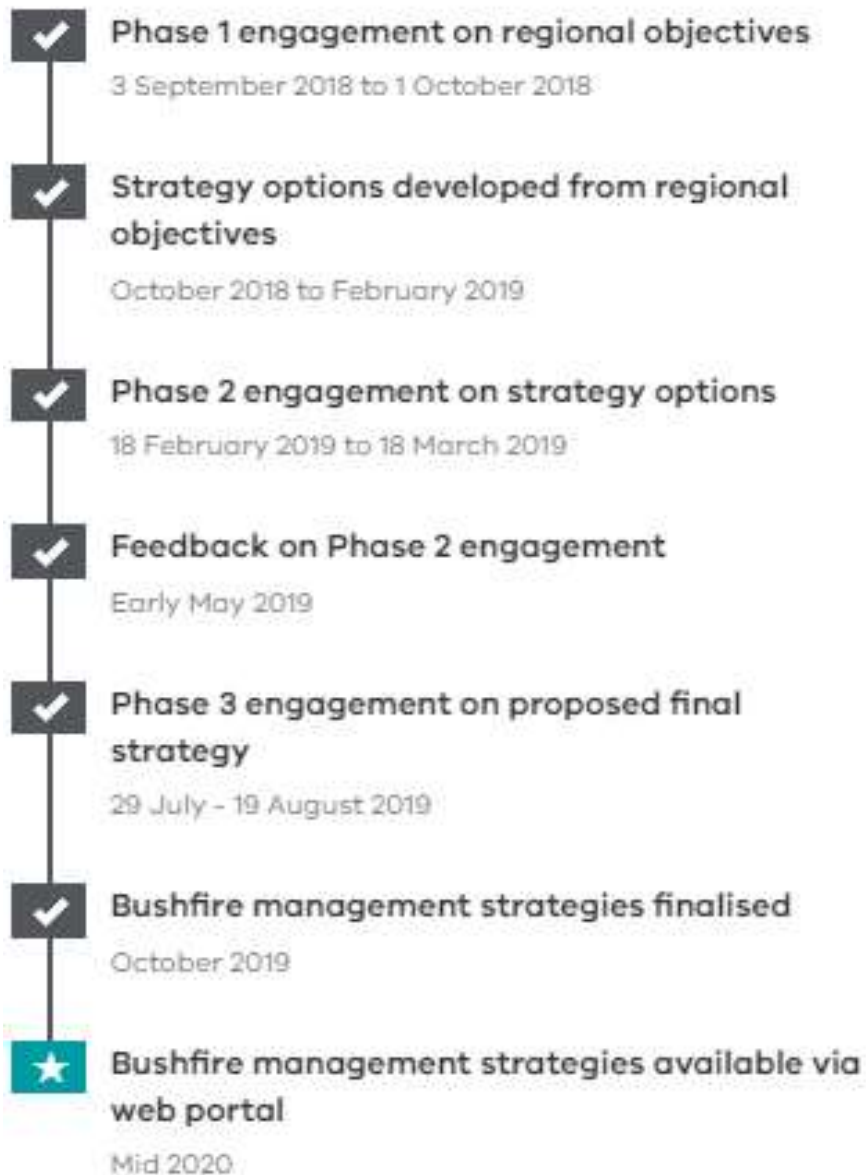 Phase 1 engagement on regional objectives
3 September 2018 to 1 October 2018
Strategy options developed from regional
objectives
October 2018 to February 2019
Phase 2 engagement on strategy options
18 February 2019 to 18 March 2019
Feedback on Phase 2 engagement
Early May 2019
Phase 3 engagement on proposed final
strategy
29 July - 19 August 2019
Bushfire management strategies finalised
October 2019
Bushfire management strategies available via
web portal
Mid 2020